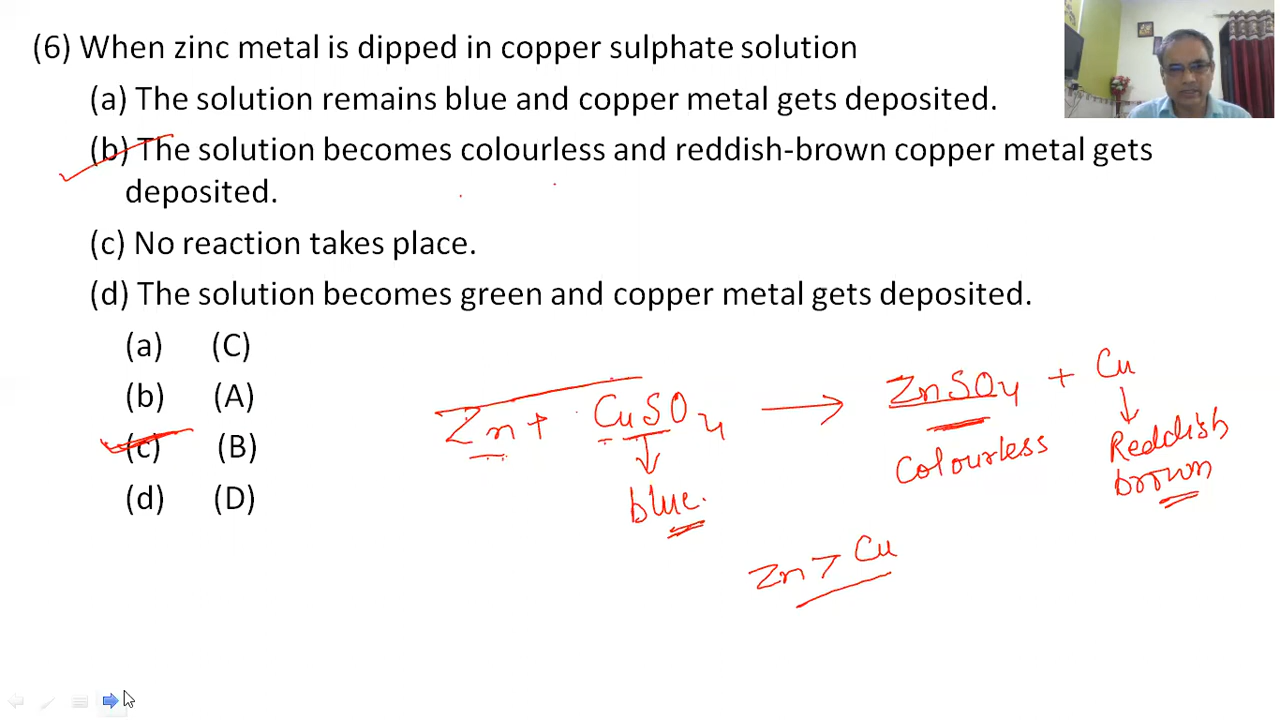 (6) When zinc metal is dipped in copper sulphate solution
(a) The solution remains blue and copper metal gets deposited.
(b) The solution becomes colourless and reddish-brown copper metal gets
deposited.
(c) No reaction takes place.
(d) The solution becomes green and copper metal gets deposited.
(a) (C)
(b) (A)
(c) (B)
(d) (D)
Zn + CuSO4 → ZnSO4 + Cu
blue.
Colourless
Reddish
brown
Zn > Cu